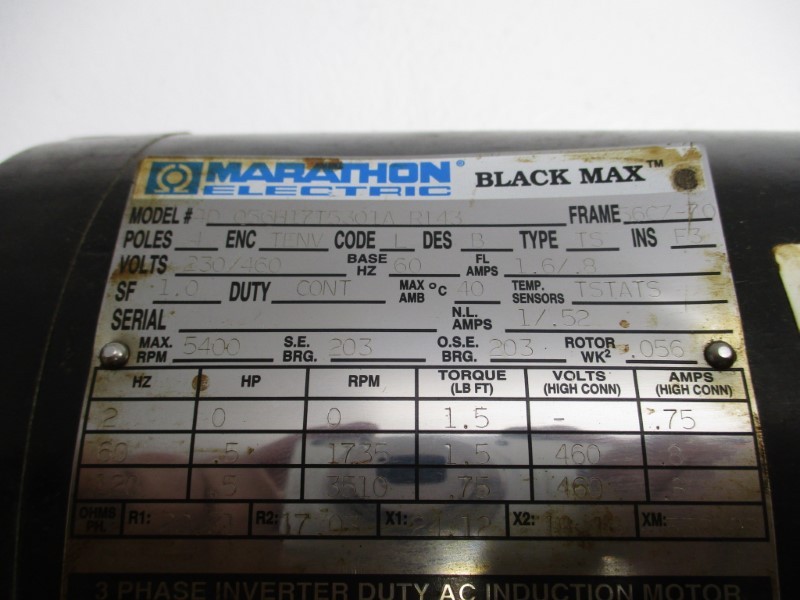 MARATHON® ELECTRIC BLACK MAX™
MODEL # FRAME
POLES 4 ENC TENV CODE L DES B TYPE TS INS F3
VOLTS 230/460 BASE HZ 60 FL AMPS 1.6/.8
SF 1.0 DUTY CONT MAX AMB °C 40 TEMP. SENSORS TSTATS
SERIAL N.L. AMPS 1/.52
MAX. RPM 5400 S.E. BRG. 203 O.S.E. BRG. 203 ROTOR WK² .056
HZ HP RPM TORQUE (LB FT) VOLTS (HIGH CONN) AMPS (HIGH CONN)
2 0 0 1.5 - .75
60 .5 1735 1.5 460
.5 3510 .75 460
OHMS PH. R1: R2: X1: X2: XM:
3 PHASE INVERTER DUTY AC INDUCTION MOTOR